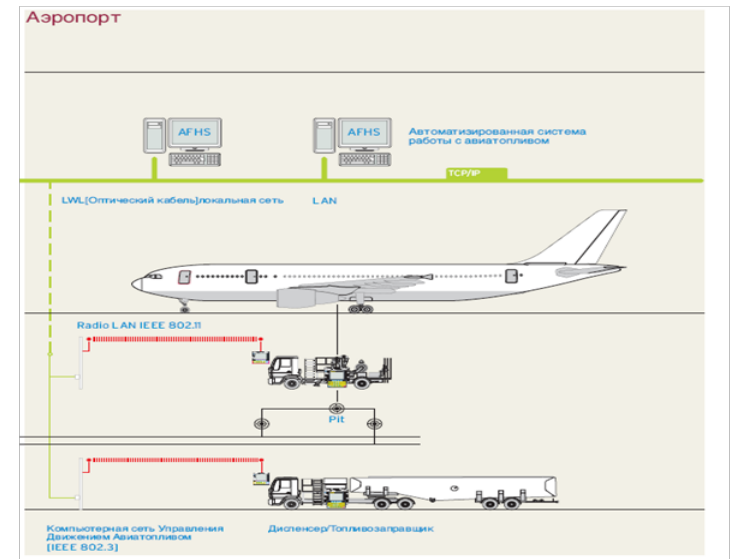 Аэропорт
AFHS
AFHS
Автоматизированная система
работы с авиатопливом
TCP/IP
LWL[Оптический кабель]локальная сеть
LAN
Radio LAN IEEE 802.11
Pit
Компьютерная сеть Управления
Движением Авиатопливом
[IEEE 802.3]
Диспенсер/Топливозаправщик